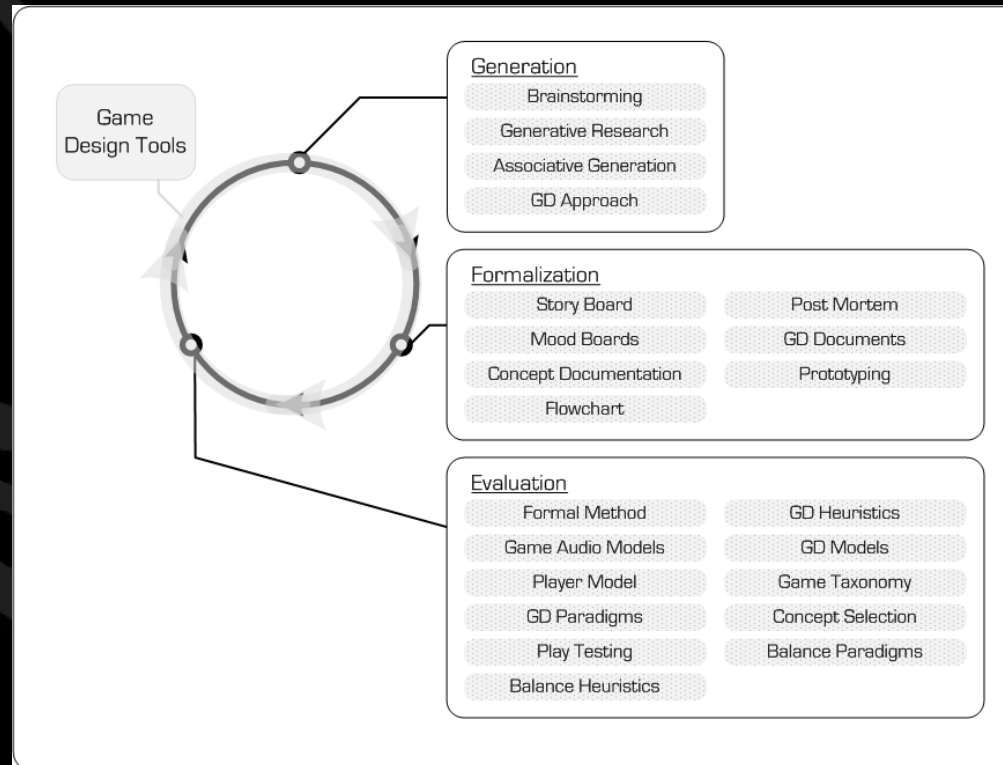 Game
Design Tools
Generation
Brainstorming
Generative Research
Associative Generation
GD Approach
Formalization
Story Board
Post Mortem
Mood Boards
GD Documents
Concept Documentation
Prototyping
Flowchart
Evaluation
Formal Method
GD Heuristics
Game Audio Models
GD Models
Player Model
Game Taxonomy
GD Paradigms
Concept Selection
Play Testing
Balance Paradigms
Balance Heuristics